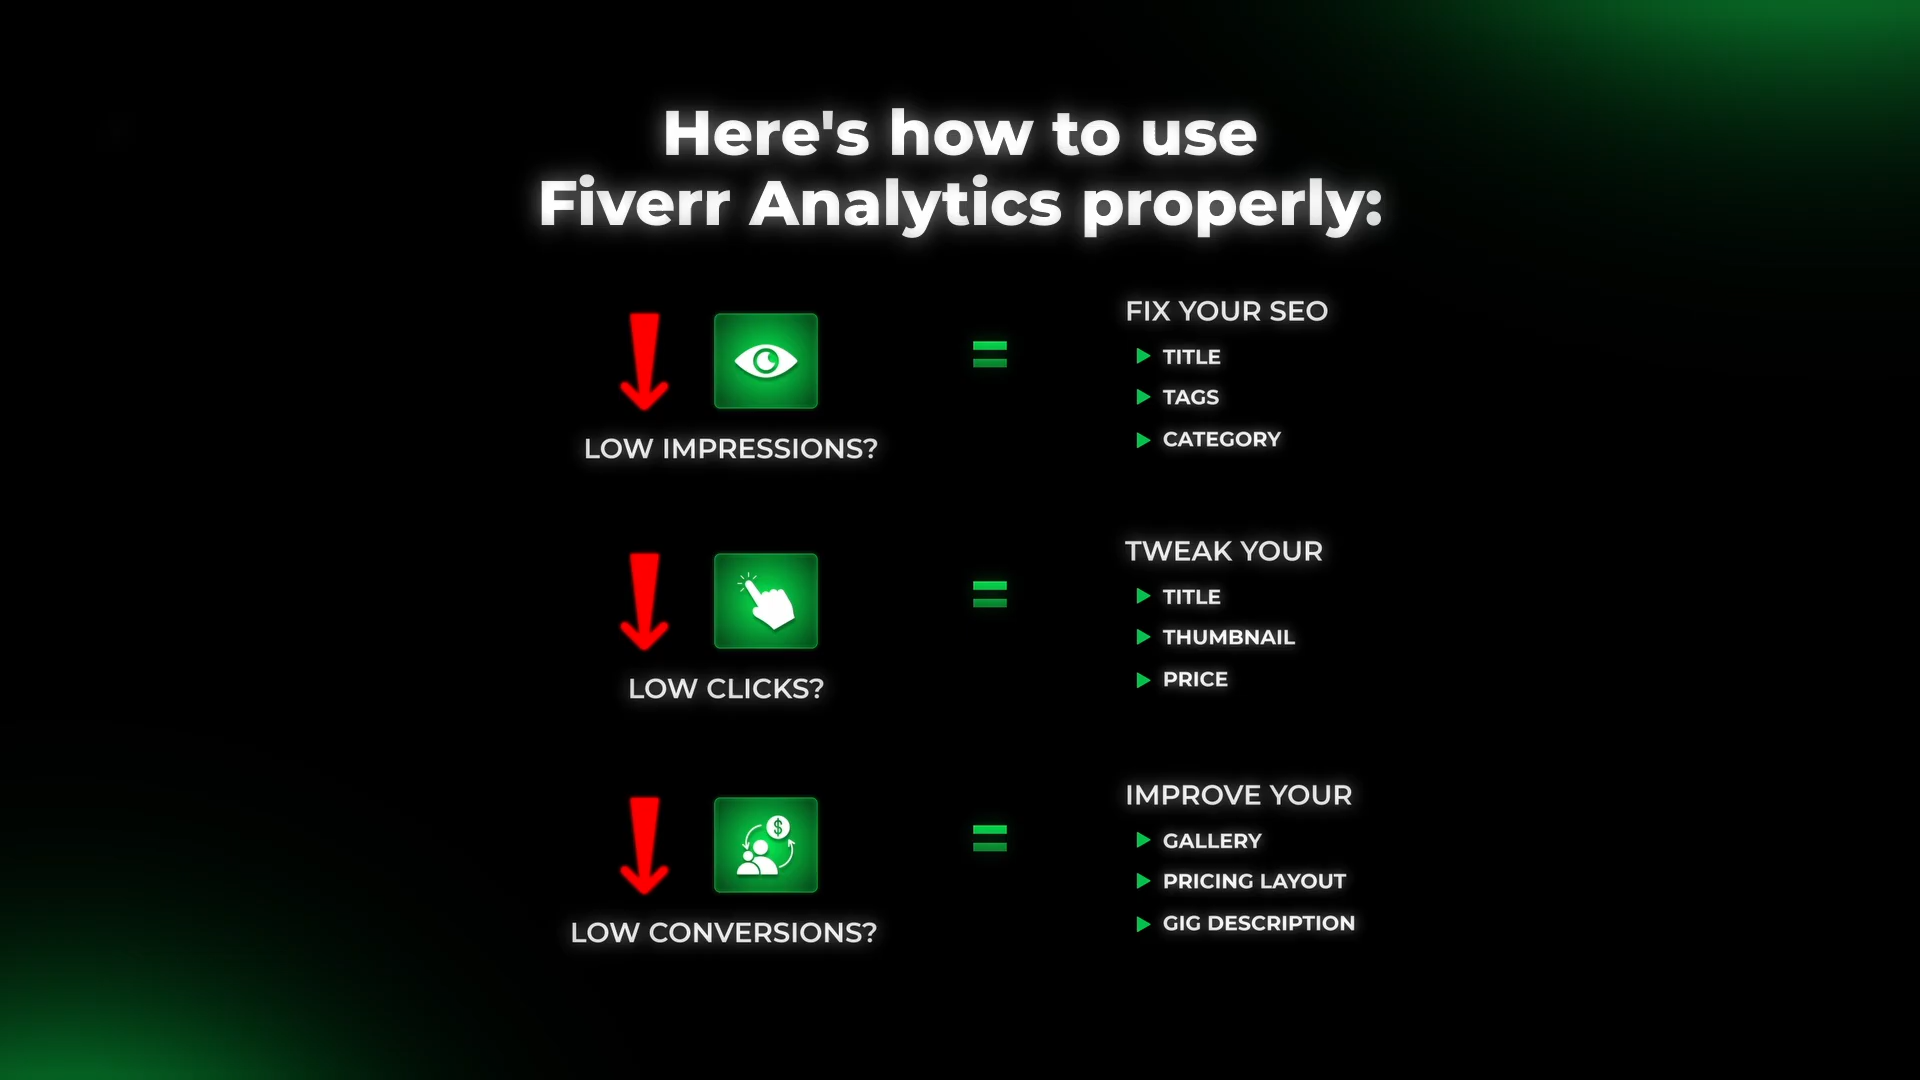 Here's how to use
Fiverr Analytics properly:
LOW IMPRESSIONS?
=
FIX YOUR SEO
TITLE
TAGS
CATEGORY
LOW CLICKS?
=
TWEAK YOUR
TITLE
THUMBNAIL
PRICE
$
LOW CONVERSIONS?
=
IMPROVE YOUR
GALLERY
PRICING LAYOUT
GIG DESCRIPTION